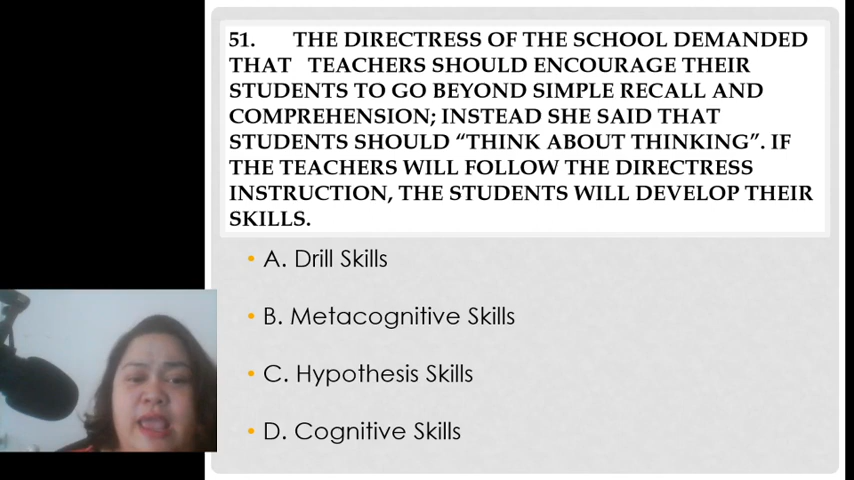 51. THE DIRECTRESS OF THE SCHOOL DEMANDED
THAT TEACHERS SHOULD ENCOURAGE THEIR
STUDENTS TO GO BEYOND SIMPLE RECALL AND
COMPREHENSION; INSTEAD SHE SAID THAT
STUDENTS SHOULD “THINK ABOUT THINKING”. IF
THE TEACHERS WILL FOLLOW THE DIRECTRESS
INSTRUCTION, THE STUDENTS WILL DEVELOP THEIR
SKILLS.
• A. Drill Skills
• B. Metacognitive Skills
• C. Hypothesis Skills
• D. Cognitive Skills